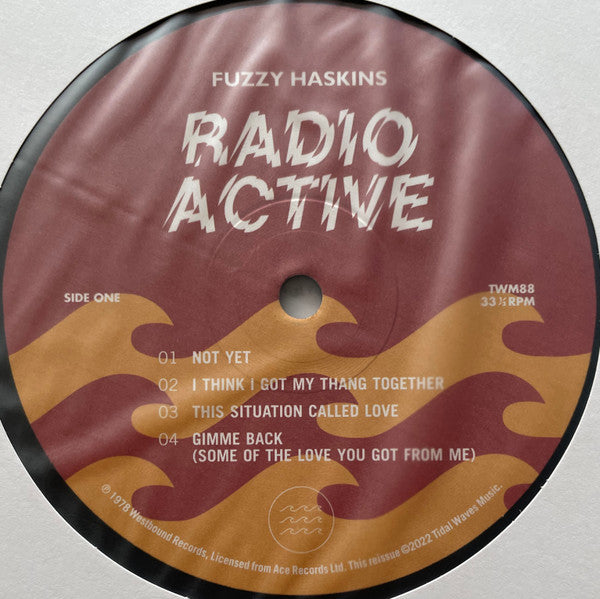 FUZZY HASKINS
RADIO
ACTIVE
SIDE ONE
TWM88
33 ⅓ RPM
01 NOT YET
02 I THINK I GOT MY THANG TOGETHER
03 THIS SITUATION CALLED LOVE
04 GIMME BACK
(SOME OF THE LOVE YOU GOT FROM ME)
℗ 1978 Westbound Records, Licensed from Ace Records Ltd. This reissue ©2022 Tidal Waves Music.